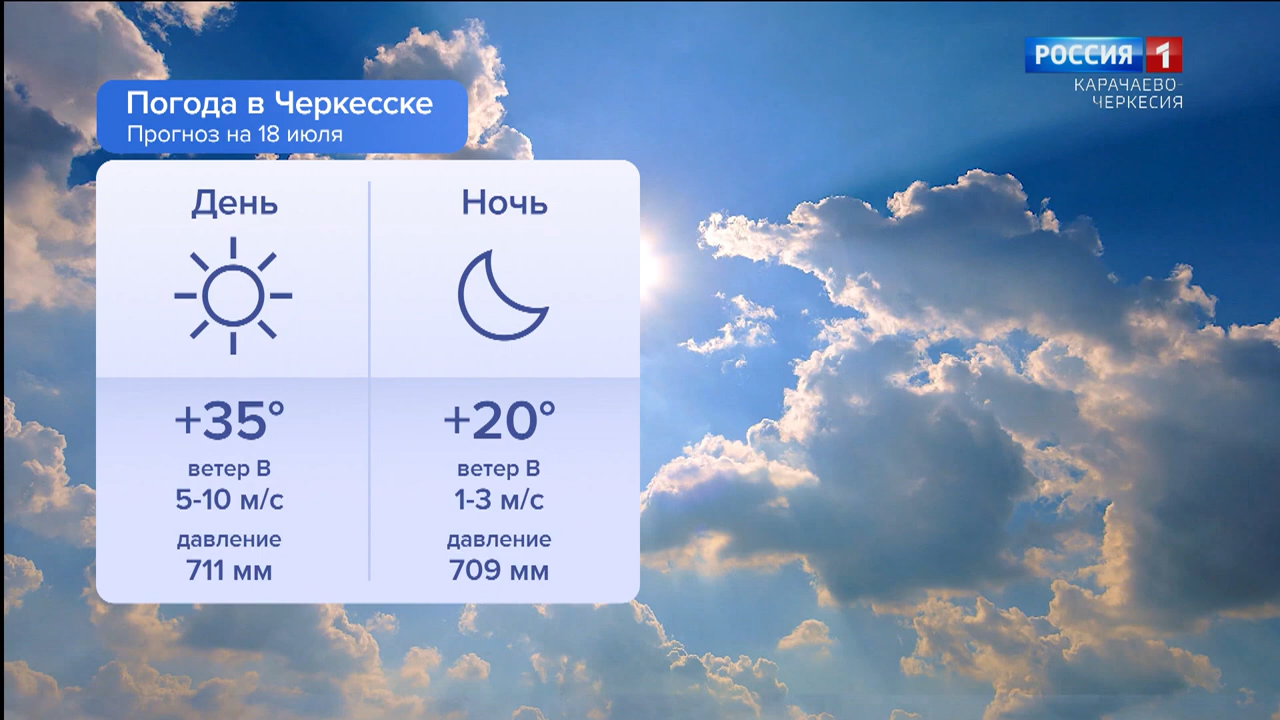 РОССИЯ 1
КАРАЧАЕВО-
ЧЕРКЕСИЯ
Погода в Черкесске
Прогноз на 18 июля
День
+35°
ветер В
5-10 м/с
давление
711 мм
Ночь
+20°
ветер В
1-3 м/с
давление
709 мм